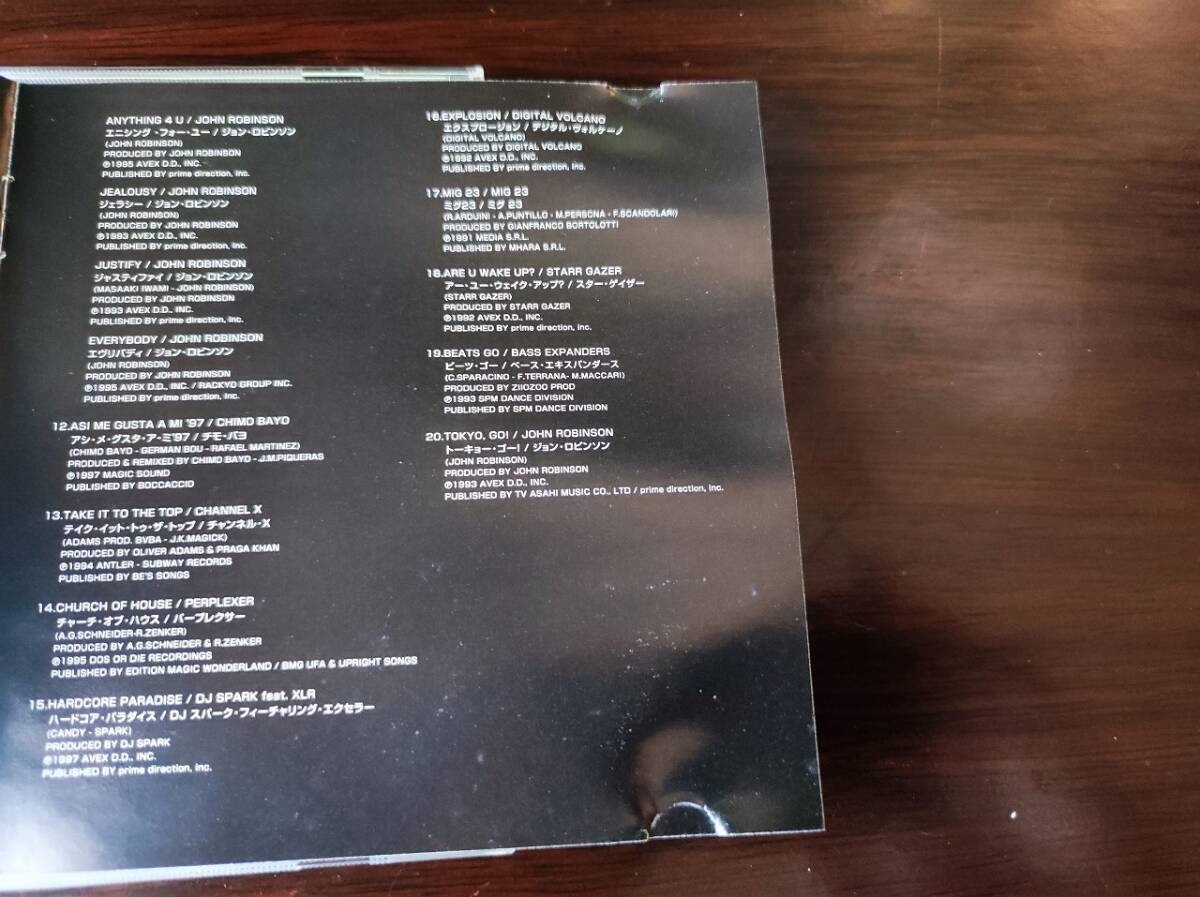 ANYTHING 4 U / JOHN ROBINSON
エニシング・フォー・ユー / ジョン・ロビンソン
(JOHN ROBINSON)
PRODUCED BY JOHN ROBINSON
℗1995 AVEX D.D., INC.
PUBLISHED BY prime direction, inc.
JEALOUSY / JOHN ROBINSON
ジェラシー / ジョン・ロビンソン
(JOHN ROBINSON)
PRODUCED BY JOHN ROBINSON
℗1993 AVEX D.D., INC.
PUBLISHED BY prime direction, inc.
JUSTIFY / JOHN ROBINSON
ジャスティファイ / ジョン・ロビンソン
(MASAAKI IWAMI - JOHN ROBINSON)
PRODUCED BY JOHN ROBINSON
℗1993 AVEX D.D., INC.
PUBLISHED BY prime direction, inc.
EVERYBODY / JOHN ROBINSON
エヴリバディ / ジョン・ロビンソン
(JOHN ROBINSON)
PRODUCED BY JOHN ROBINSON
℗1995 AVEX D.D., INC. / RACKYO GROUP INC.
PUBLISHED BY prime direction, inc.
12.ASI ME GUSTA A MI '97 / CHIMO BAYO
アシ・メ・グスタ・ア・ミ'97 / チモ・バヨ
(CHIMO BAYO - GERMAN BOU - RAFAEL MARTINEZ)
PRODUCED & REMIXED BY CHIMO BAYO - J.M.PIQUERAS
℗1997 MAGIC SOUND
PUBLISHED BY BOCCACCIO
13.TAKE IT TO THE TOP / CHANNEL X
テイク・イット・トゥ・ザ・トップ / チャンネル-X
(ADAMS PROD. BVBA - J.K.MAGICK)
PRODUCED BY OLIVER ADAMS & PRAGA KHAN
℗1994 ANTLER - SUBWAY RECORDS
PUBLISHED BY BE'S SONGS
14.CHURCH OF HOUSE / PERPLEXER
チャーチ・オブ・ハウス / パープレクサー
(A.G.SCHNEIDER-R.ZENKER)
PRODUCED BY A.G.SCHNEIDER & R.ZENKER
℗1995 DOS OR DIE RECORDINGS
PUBLISHED BY EDITION MAGIC WONDERLAND / BMG UFA & UPRIGHT SONGS
15.HARDCORE PARADISE / DJ SPARK feat. XLR
ハードコア・パラダイス / DJ スパーク・フィーチャリング・エクセラー
(CANDY - SPARK)
PRODUCED BY DJ SPARK
℗1997 AVEX D.D., INC.
PUBLISHED BY prime direction, inc.
16.EXPLOSION / DIGITAL VOLCANO
エクスプロージョン / デジタル・ヴォルケーノ
(DIGITAL VOLCANO)
PRODUCED BY DIGITAL VOLCANO
℗1992 AVEX D.D., INC.
PUBLISHED BY prime direction, inc.
17.MIG 23 / MIG 23
ミグ23 / ミグ 23
(R.ARDUINI - A.PUNTILLO - M.PERSONA - F.SCANDOLARI)
PRODUCED BY GIANFRANCO BORTOLOTTI
℗1991 MEDIA S.R.L.
PUBLISHED BY MHARA S.R.L.
18.ARE U WAKE UP? / STARR GAZER
アー・ユー・ウェイク・アップ? / スター・ゲイザー
(STARR GAZER)
PRODUCED BY STARR GAZER
℗1992 AVEX D.D., INC.
PUBLISHED BY prime direction, inc.
19.BEATS GO / BASS EXPANDERS
ビーツ・ゴー / ベース・エキスパンダース
(C.SPARACINO - F.TERRANA- M.MACCARI)
PRODUCED BY ZIIOZOO PROD
℗1993 SPM DANCE DIVISION
PUBLISHED BY SPM DANCE DIVISION
20.TOKYO, GO! / JOHN ROBINSON
トーキョー・ゴー! / ジョン・ロビンソン
(JOHN ROBINSON)
PRODUCED BY JOHN ROBINSON
℗1993 AVEX D.D., INC.
PUBLISHED BY TV ASAHI MUSIC CO., LTD / prime direction, inc.